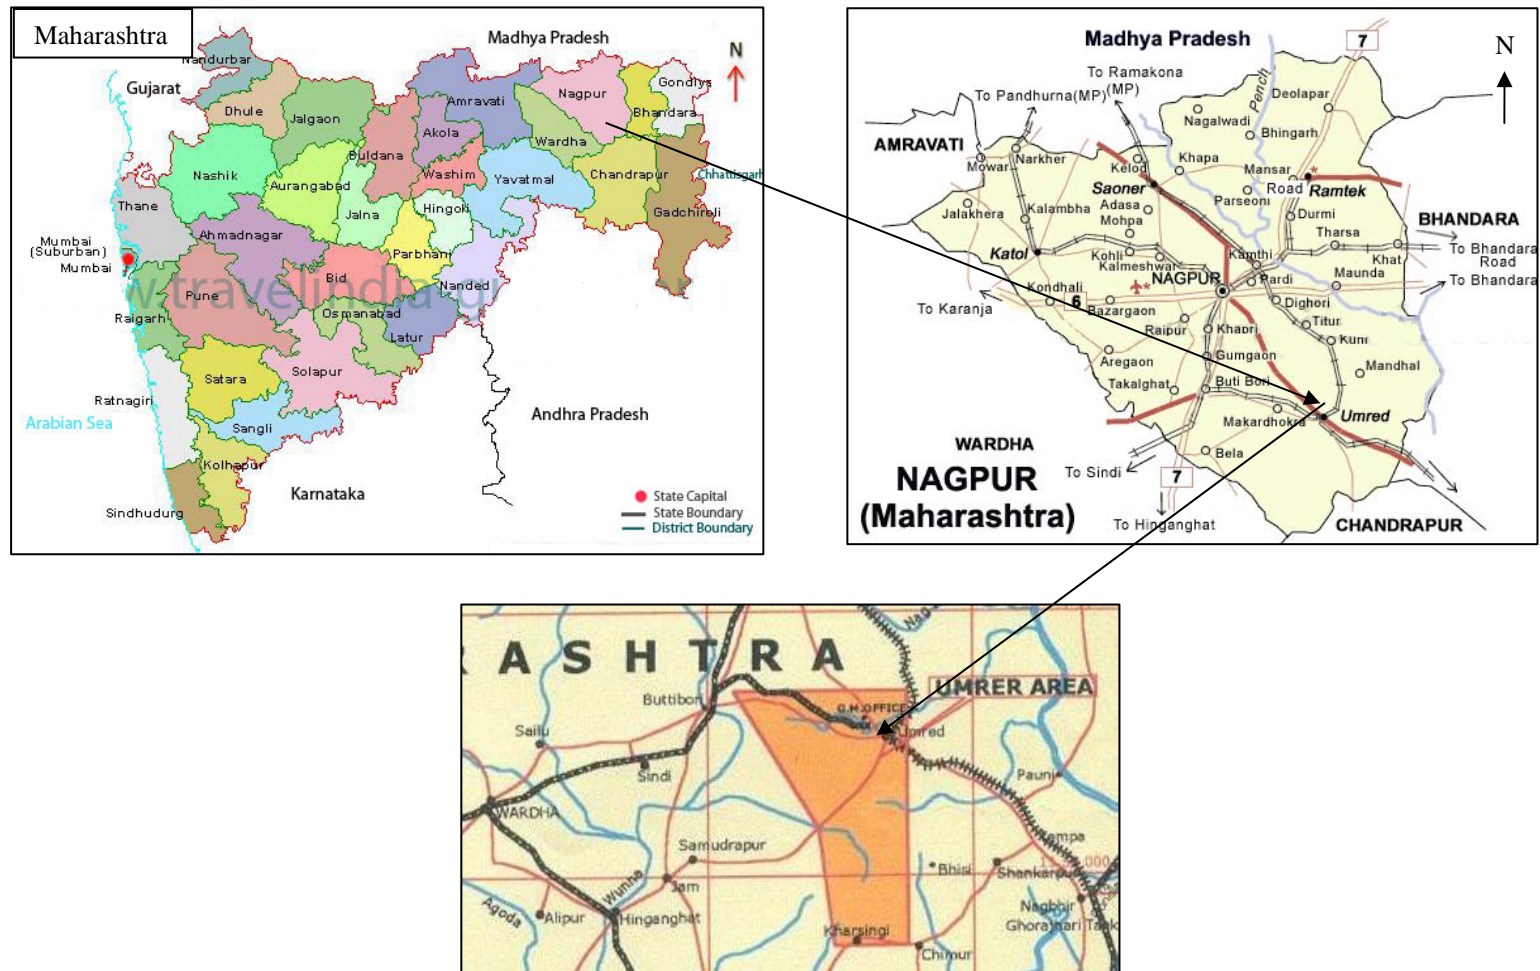 Maharashtra
Madhya Pradesh
N
Gujarat
Nandurbar
Dhule
Jalgaon
Amravati
Nagpur
Gondiya
Bhandara
Akola
Buldana
Wardha
Nashik
Aurangabad
Washim
Yavatmal
Chandrapur
Chhattisgarh
Thane
Jalna
Hingoli
Gadchiroli
Ahmadnagar
Mumbai
(Suburban)
Mumbai
Parbhani
Bid
Nanded
w.travelindia-gu
Pune
Raigarh
Osmanabad
Latur
Satara
Solapur
Ratnagiri
Andhra Pradesh
Arabian Sea
Sangli
Kolhapur
Karnataka
Sindhudurg
State Capital
State Boundary
District Boundary
Madhya Pradesh
7
N
To Ramakona
(MP)
To Pandhurna(MP)
Pench
Deolapar
Nagalwadi
Bhingarh
AMRAVATI
Narkher
Mowar
Kelod
Khapa
Mansar
Saoner
Road
Ramtek
Parseoni
Adasa
Mohpa
Jalakhera
Kalambha
Durmi
BHANDARA
Tharsa
To Bhandara
Road
Katol
Kohli
Kalmeshwar
Kamthi
Khat
NAGPUR
Pardi
Maunda
To Bhandara
Kondhali
6
Bazargaon
Dighori
To Karanja
Raipur
Khapri
Titur
Kuhi
Aregaon
Gumgaon
Mandhal
Takalghat
Buti Bori
Makardhokra
Umred
WARDHA
Bela
To Sindi
7
NAGPUR
(Maharashtra)
To Hinganghat
CHANDRAPUR
RASHTRA
Nag
UMRER AREA
Buttibori
G.M.OFFICE
Umred
Sailu
Sindi
Pauni
WARDHA
Samudrapur
Bhisi
Jam
Wunna
Agoda
Alipur
Hinganghat
Nagbhir
Kharsingi
Chimur